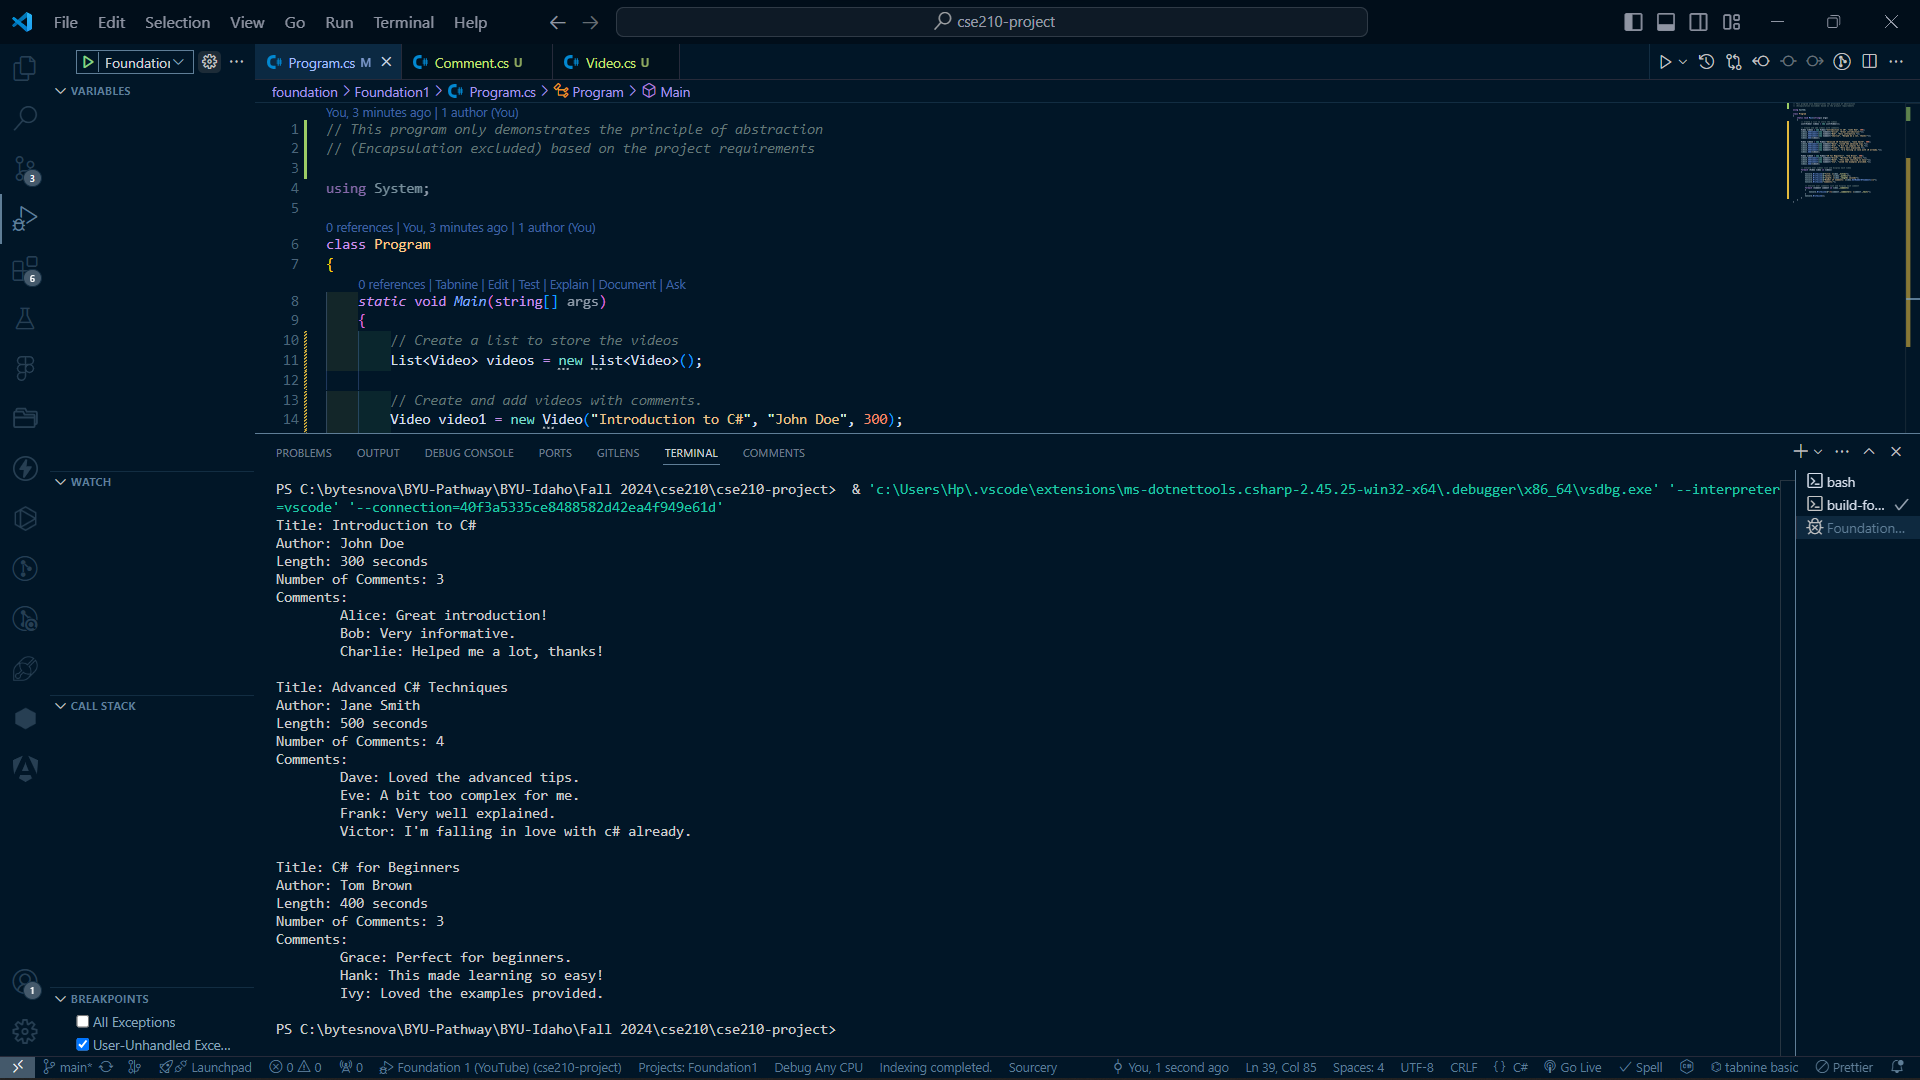 File Edit Selection View Go Run Terminal Help
cse210-project
Foundatio
Program.cs M
Comment.cs U
Video.cs U
VARIABLES
foundation > Foundation1 > Program.cs > Program > Main
You, 3 minutes ago | 1 author (You)
1 // This program only demonstrates the principle of abstraction
2 // (Encapsulation excluded) based on the project requirements
3
4 using System;
5
0 references | You, 3 minutes ago | 1 author (You)
6 class Program
7 {
0 references | Tabnine | Edit | Test | Explain | Document | Ask
8 static void Main(string[] args)
9 {
10 // Create a list to store the videos
11 List<Video> videos = new List<Video>();
12
13 // Create and add videos with comments.
14 Video video1 = new Video("Introduction to C#", "John Doe", 300);
3
6
PROBLEMS OUTPUT DEBUG CONSOLE PORTS GITLENS TERMINAL COMMENTS
WATCH
CALL STACK
BREAKPOINTS
All Exceptions
User-Unhandled Exce...
1
PS C:\bytesnova\BYU-Pathway\BYU-Idaho\Fall 2024\cse210\cse210-project> & 'c:\Users\Hp\.vscode\extensions\ms-dotnettools.csharp-2.45.25-win32-x64\.debugger\x86_64\vsdbg.exe' '--interpreter
=vscode' '--connection=40f3a5335ce8488582d42ea4f949e61d'
Title: Introduction to C#
Author: John Doe
Length: 300 seconds
Number of Comments: 3
Comments:
Alice: Great introduction!
Bob: Very informative.
Charlie: Helped me a lot, thanks!
Title: Advanced C# Techniques
Author: Jane Smith
Length: 500 seconds
Number of Comments: 4
Comments:
Dave: Loved the advanced tips.
Eve: A bit too complex for me.
Frank: Very well explained.
Victor: I'm falling in love with c# already.
Title: C# for Beginners
Author: Tom Brown
Length: 400 seconds
Number of Comments: 3
Comments:
Grace: Perfect for beginners.
Hank: This made learning so easy!
Ivy: Loved the examples provided.
PS C:\bytesnova\BYU-Pathway\BYU-Idaho\Fall 2024\cse210\cse210-project>
bash
build-fo...
Foundation...
main* Launchpad 0 0 0 Foundation 1 (YouTube) (cse210-project) Projects: Foundation1 Debug Any CPU Indexing completed. Sourcery You, 1 second ago Ln 39, Col 85 Spaces: 4 UTF-8 CRLF {} C# Go Live Spell tabnine basic Prettier